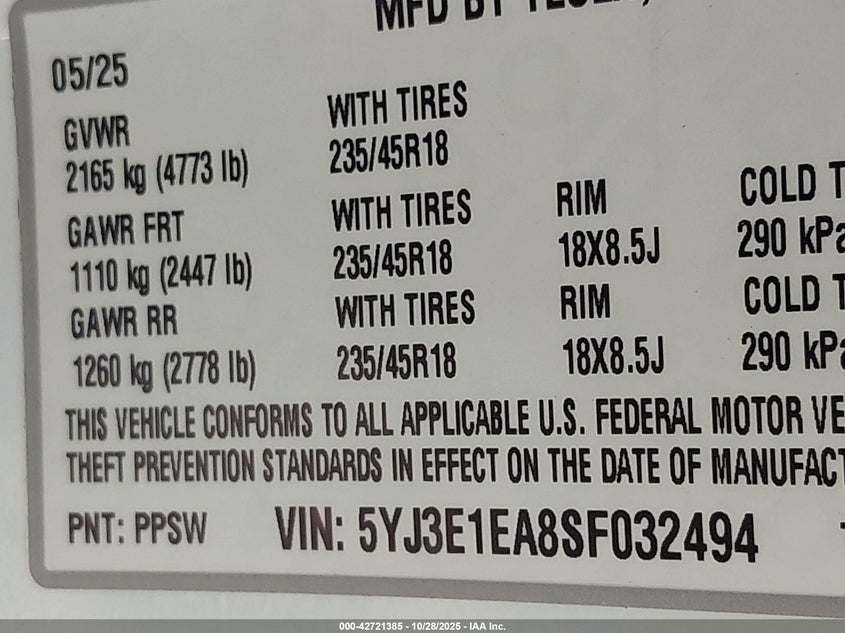 MFD BY TESLA,
05/25
GVWR WITH TIRES
2165 kg (4773 lb) 235/45R18
GAWR FRT WITH TIRES RIM COLD
1110 kg (2447 lb) 235/45R18 18X8.5J 290 kPa
GAWR RR WITH TIRES RIM COLD
1260 kg (2778 lb) 235/45R18 18X8.5J 290 kPa
THIS VEHICLE CONFORMS TO ALL APPLICABLE U.S. FEDERAL MOTOR VE
THEFT PREVENTION STANDARDS IN EFFECT ON THE DATE OF MANUFACT
PNT: PPSW VIN: 5YJ3E1EA8SF032494
000-42721385 - 10/28/2025 - IAA Inc.